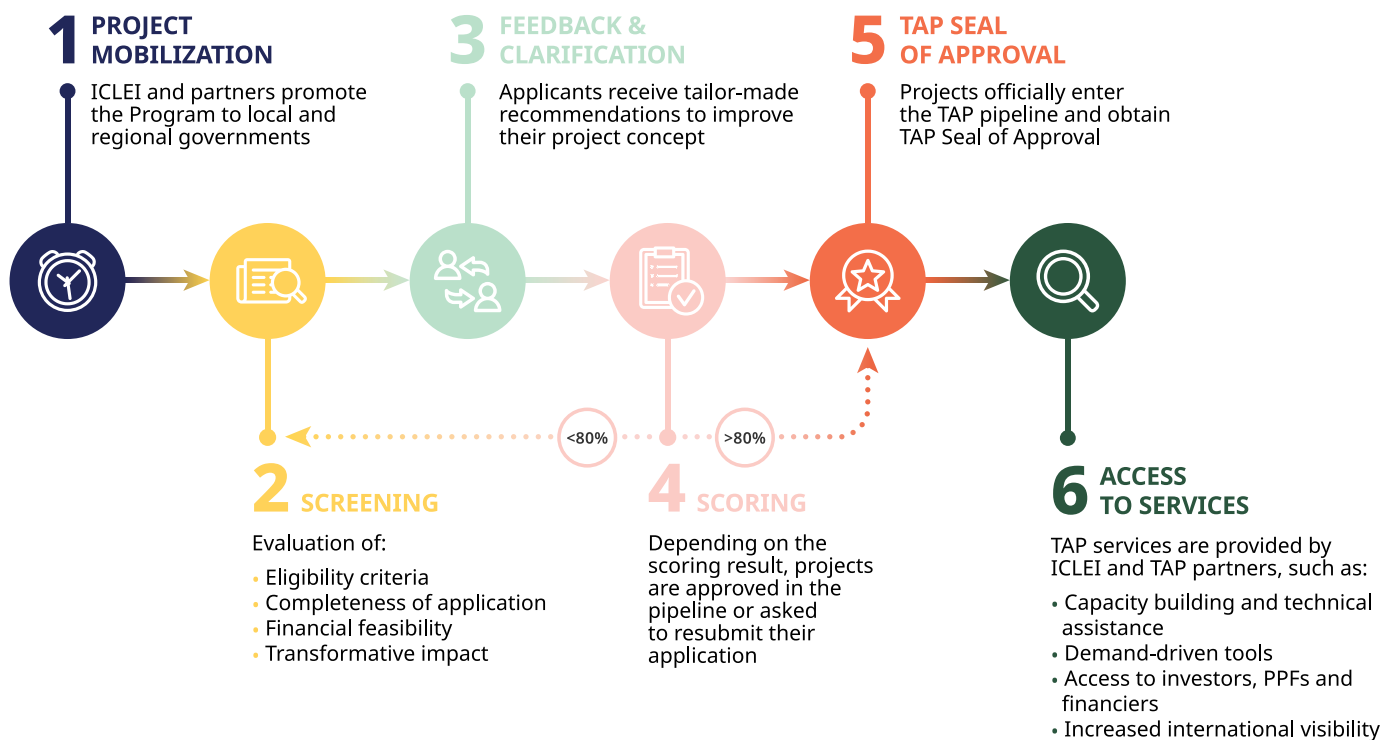 1 PROJECT
MOBILIZATION
ICLEI and partners promote
the Program to local and
regional governments
3 FEEDBACK &
CLARIFICATION
Applicants receive tailor-made
recommendations to improve
their project concept
5 TAP SEAL
OF APPROVAL
Projects officially enter
the TAP pipeline and obtain
TAP Seal of Approval
<80%
>80%
2 SCREENING
Evaluation of:
• Eligibility criteria
• Completeness of application
• Financial feasibility
• Transformative impact
4 SCORING
Depending on the
scoring result, projects
are approved in the
pipeline or asked
to resubmit their
application
6 ACCESS
TO SERVICES
TAP services are provided by
ICLEI and TAP partners, such as:
• Capacity building and technical
assistance
• Demand-driven tools
• Access to investors, PPFs and
financiers
• Increased international visibility